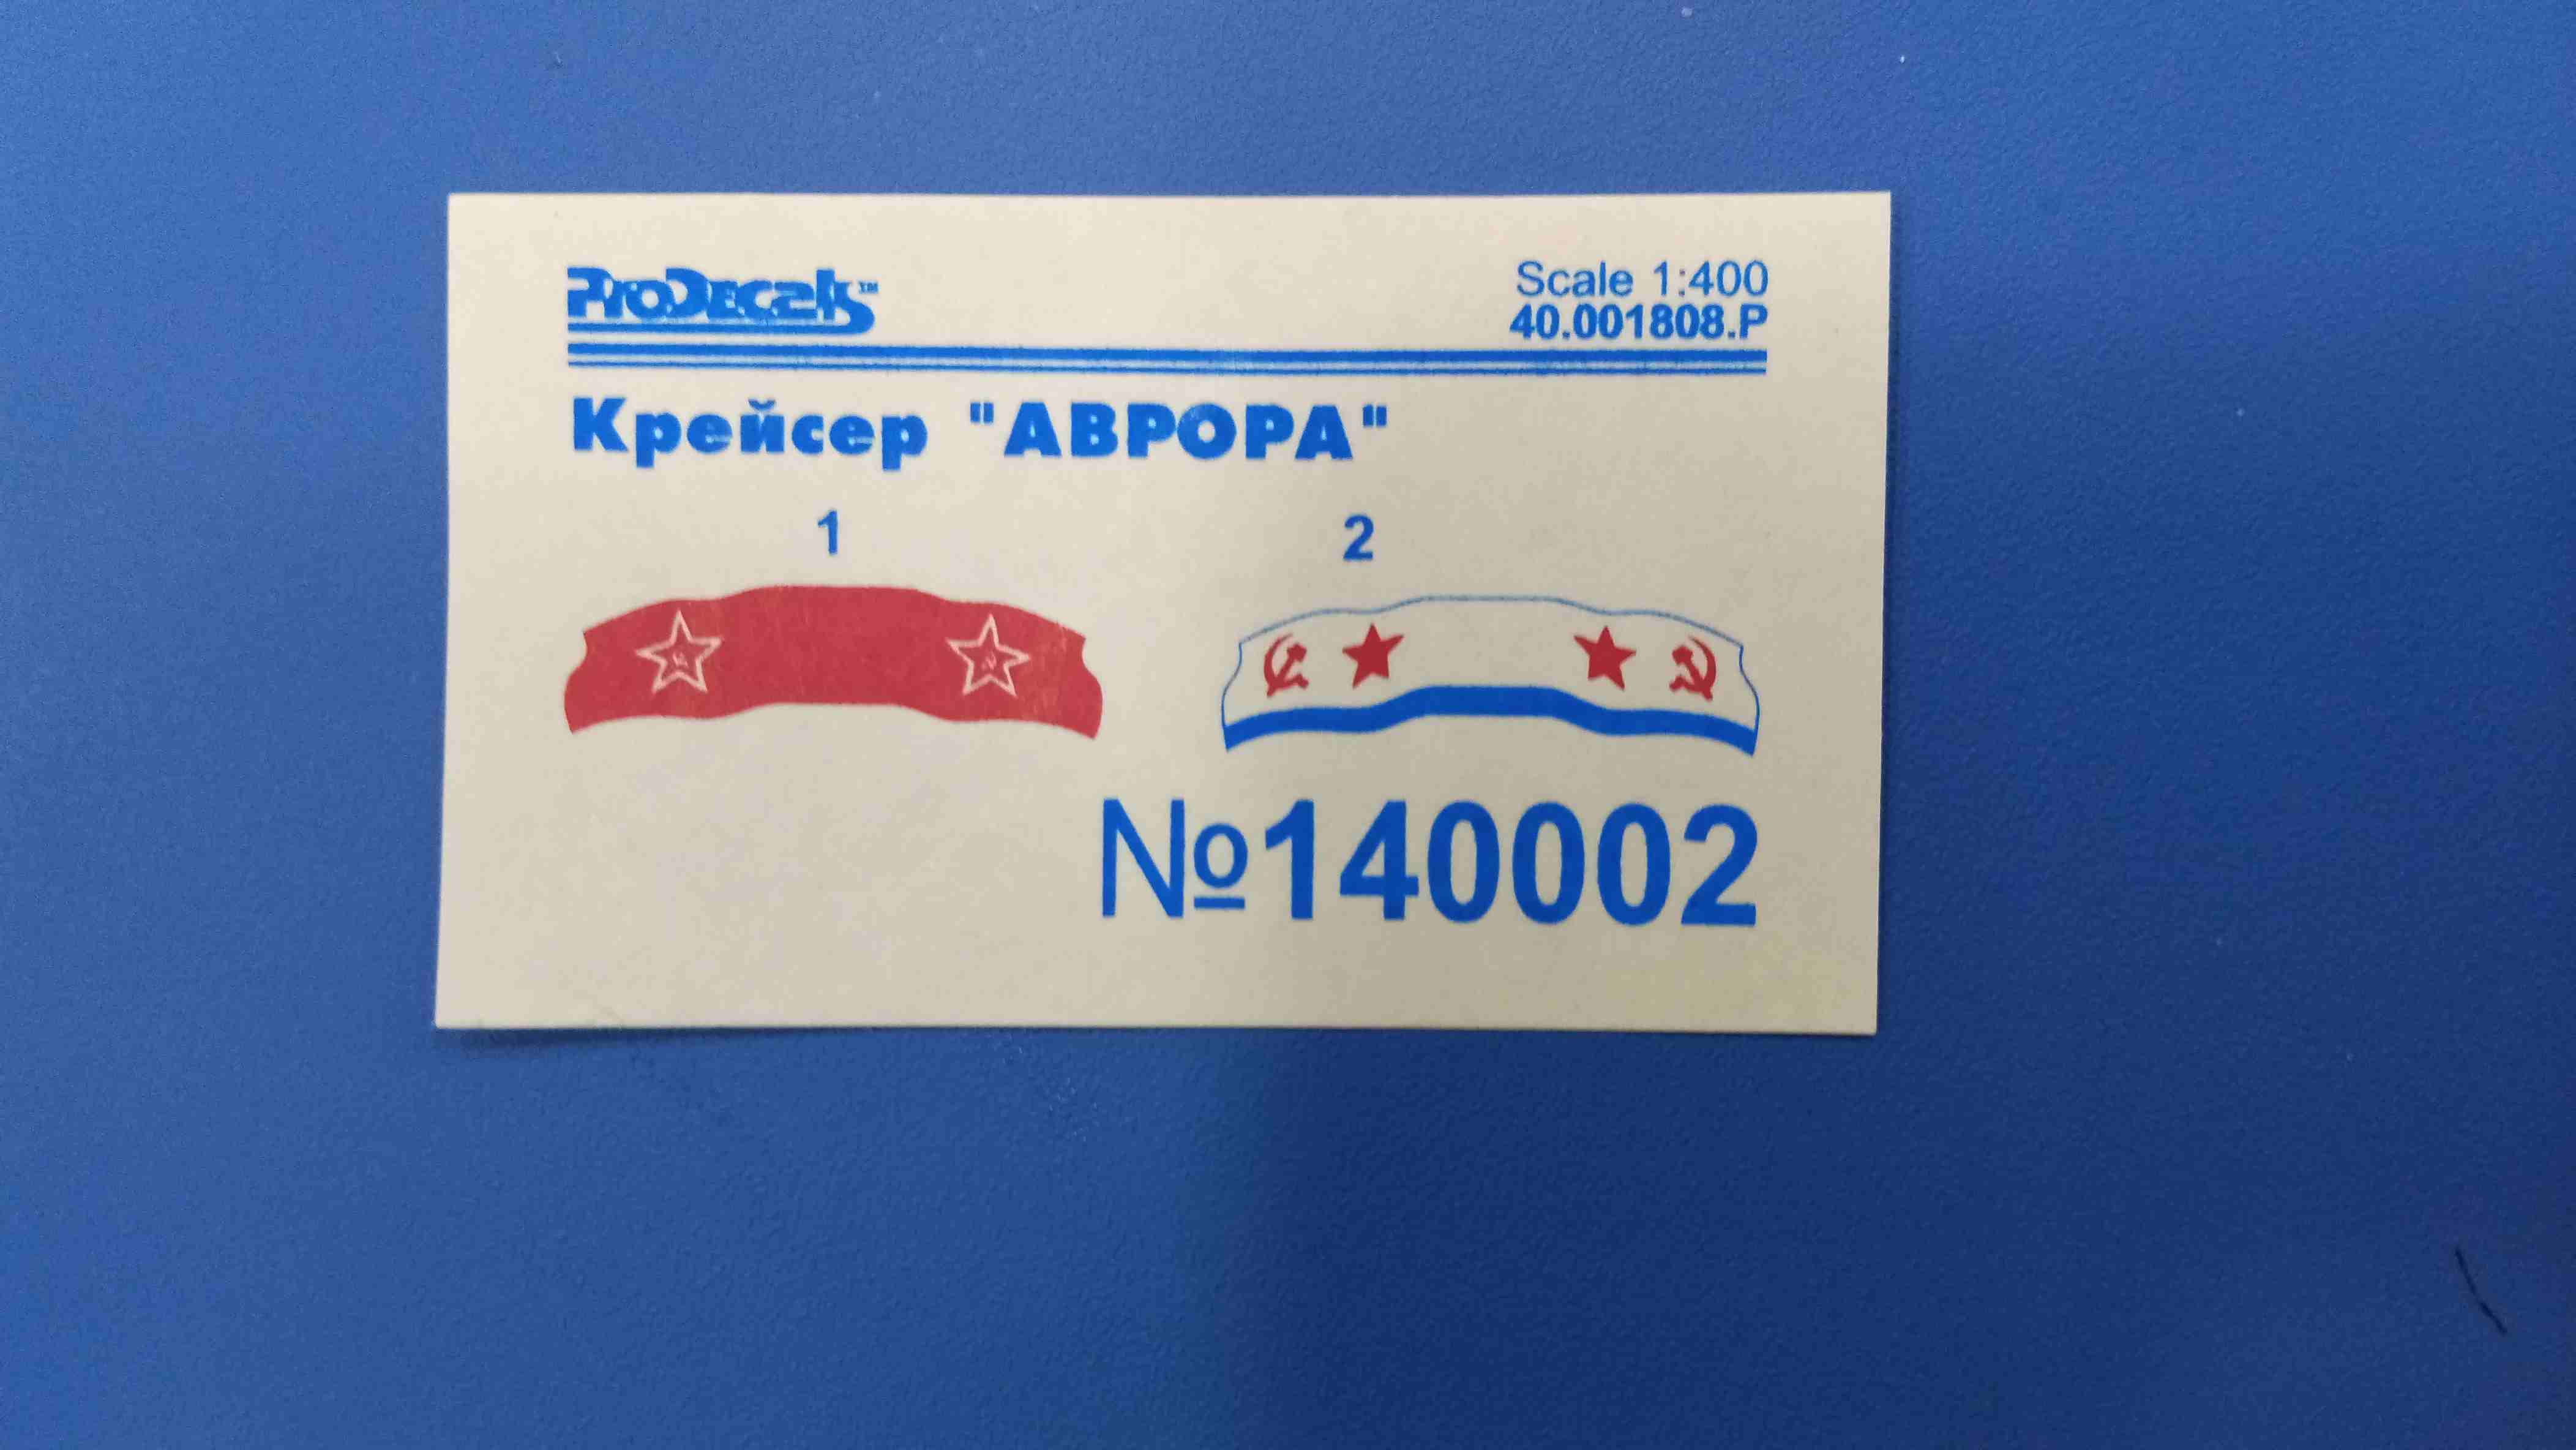 ProDecals™
Scale 1:400
40.001808.P
Крейсер "АВРОРА"
1 2
№140002